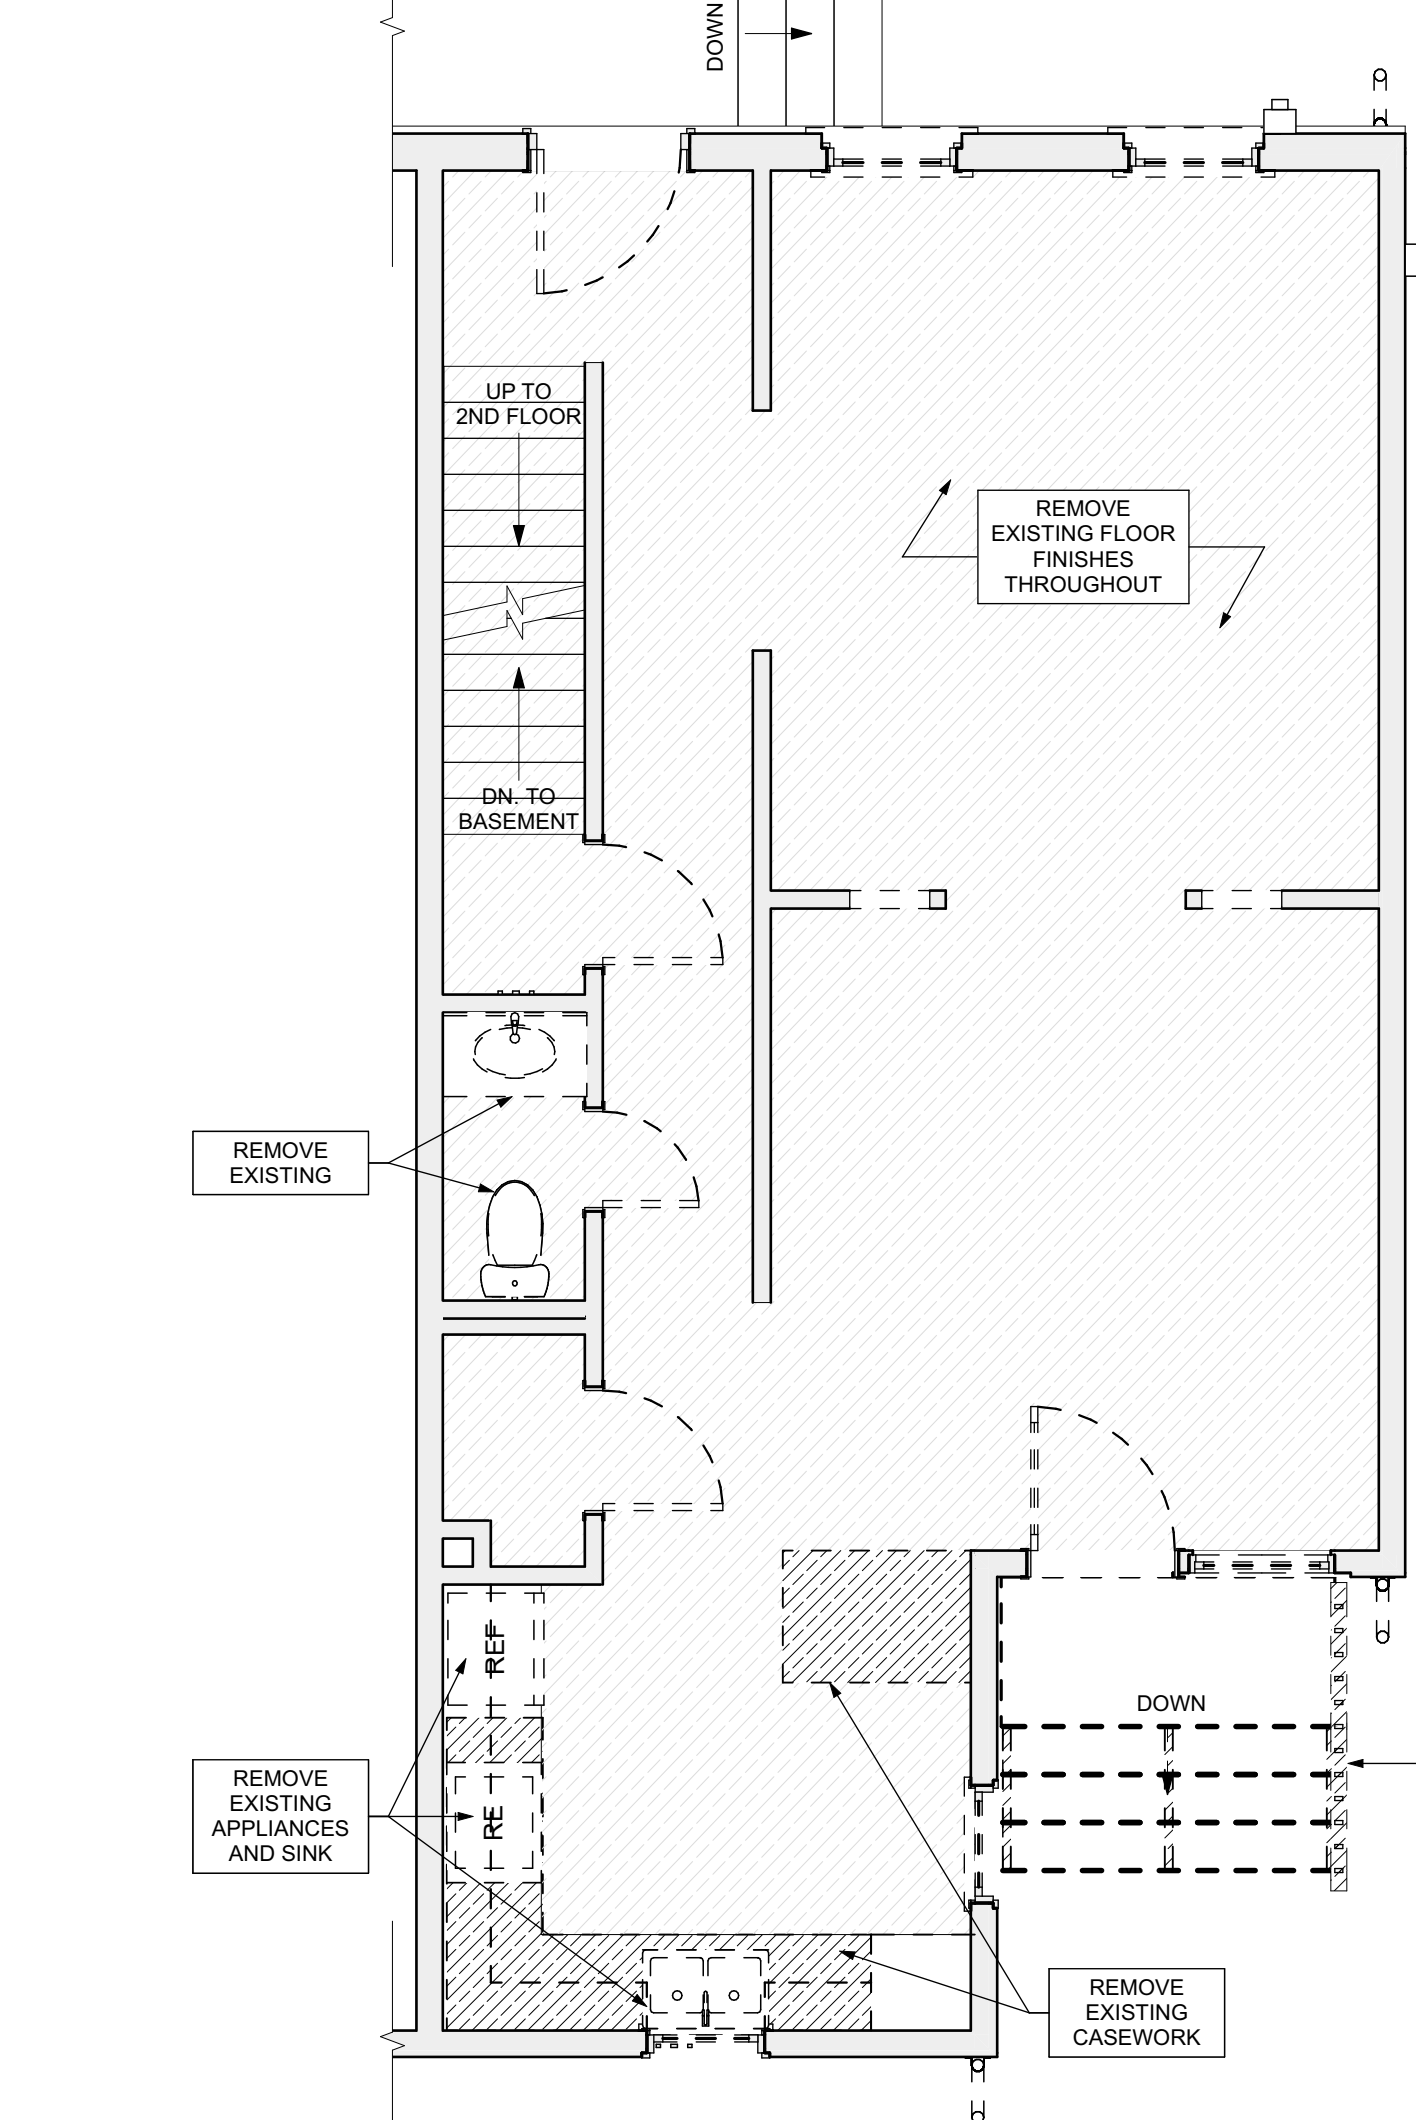 DOWN
UP TO
2ND FLOOR
REMOVE
EXISTING FLOOR
FINISHES
THROUGHOUT
DN. TO
BASEMENT
REMOVE
EXISTING
REF
DOWN
REMOVE
EXISTING
APPLIANCES
AND SINK
RE
REMOVE
EXISTING
CASEWORK